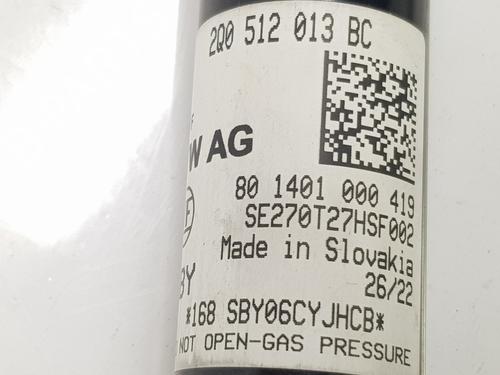 2Q0 512 013 BC
W AG
80 1401 000 419
SE270T27HSF002
Made in Slovakia
26/22
BY
*168 SBY06CYJHCB*
NOT OPEN-GAS PRESSURE